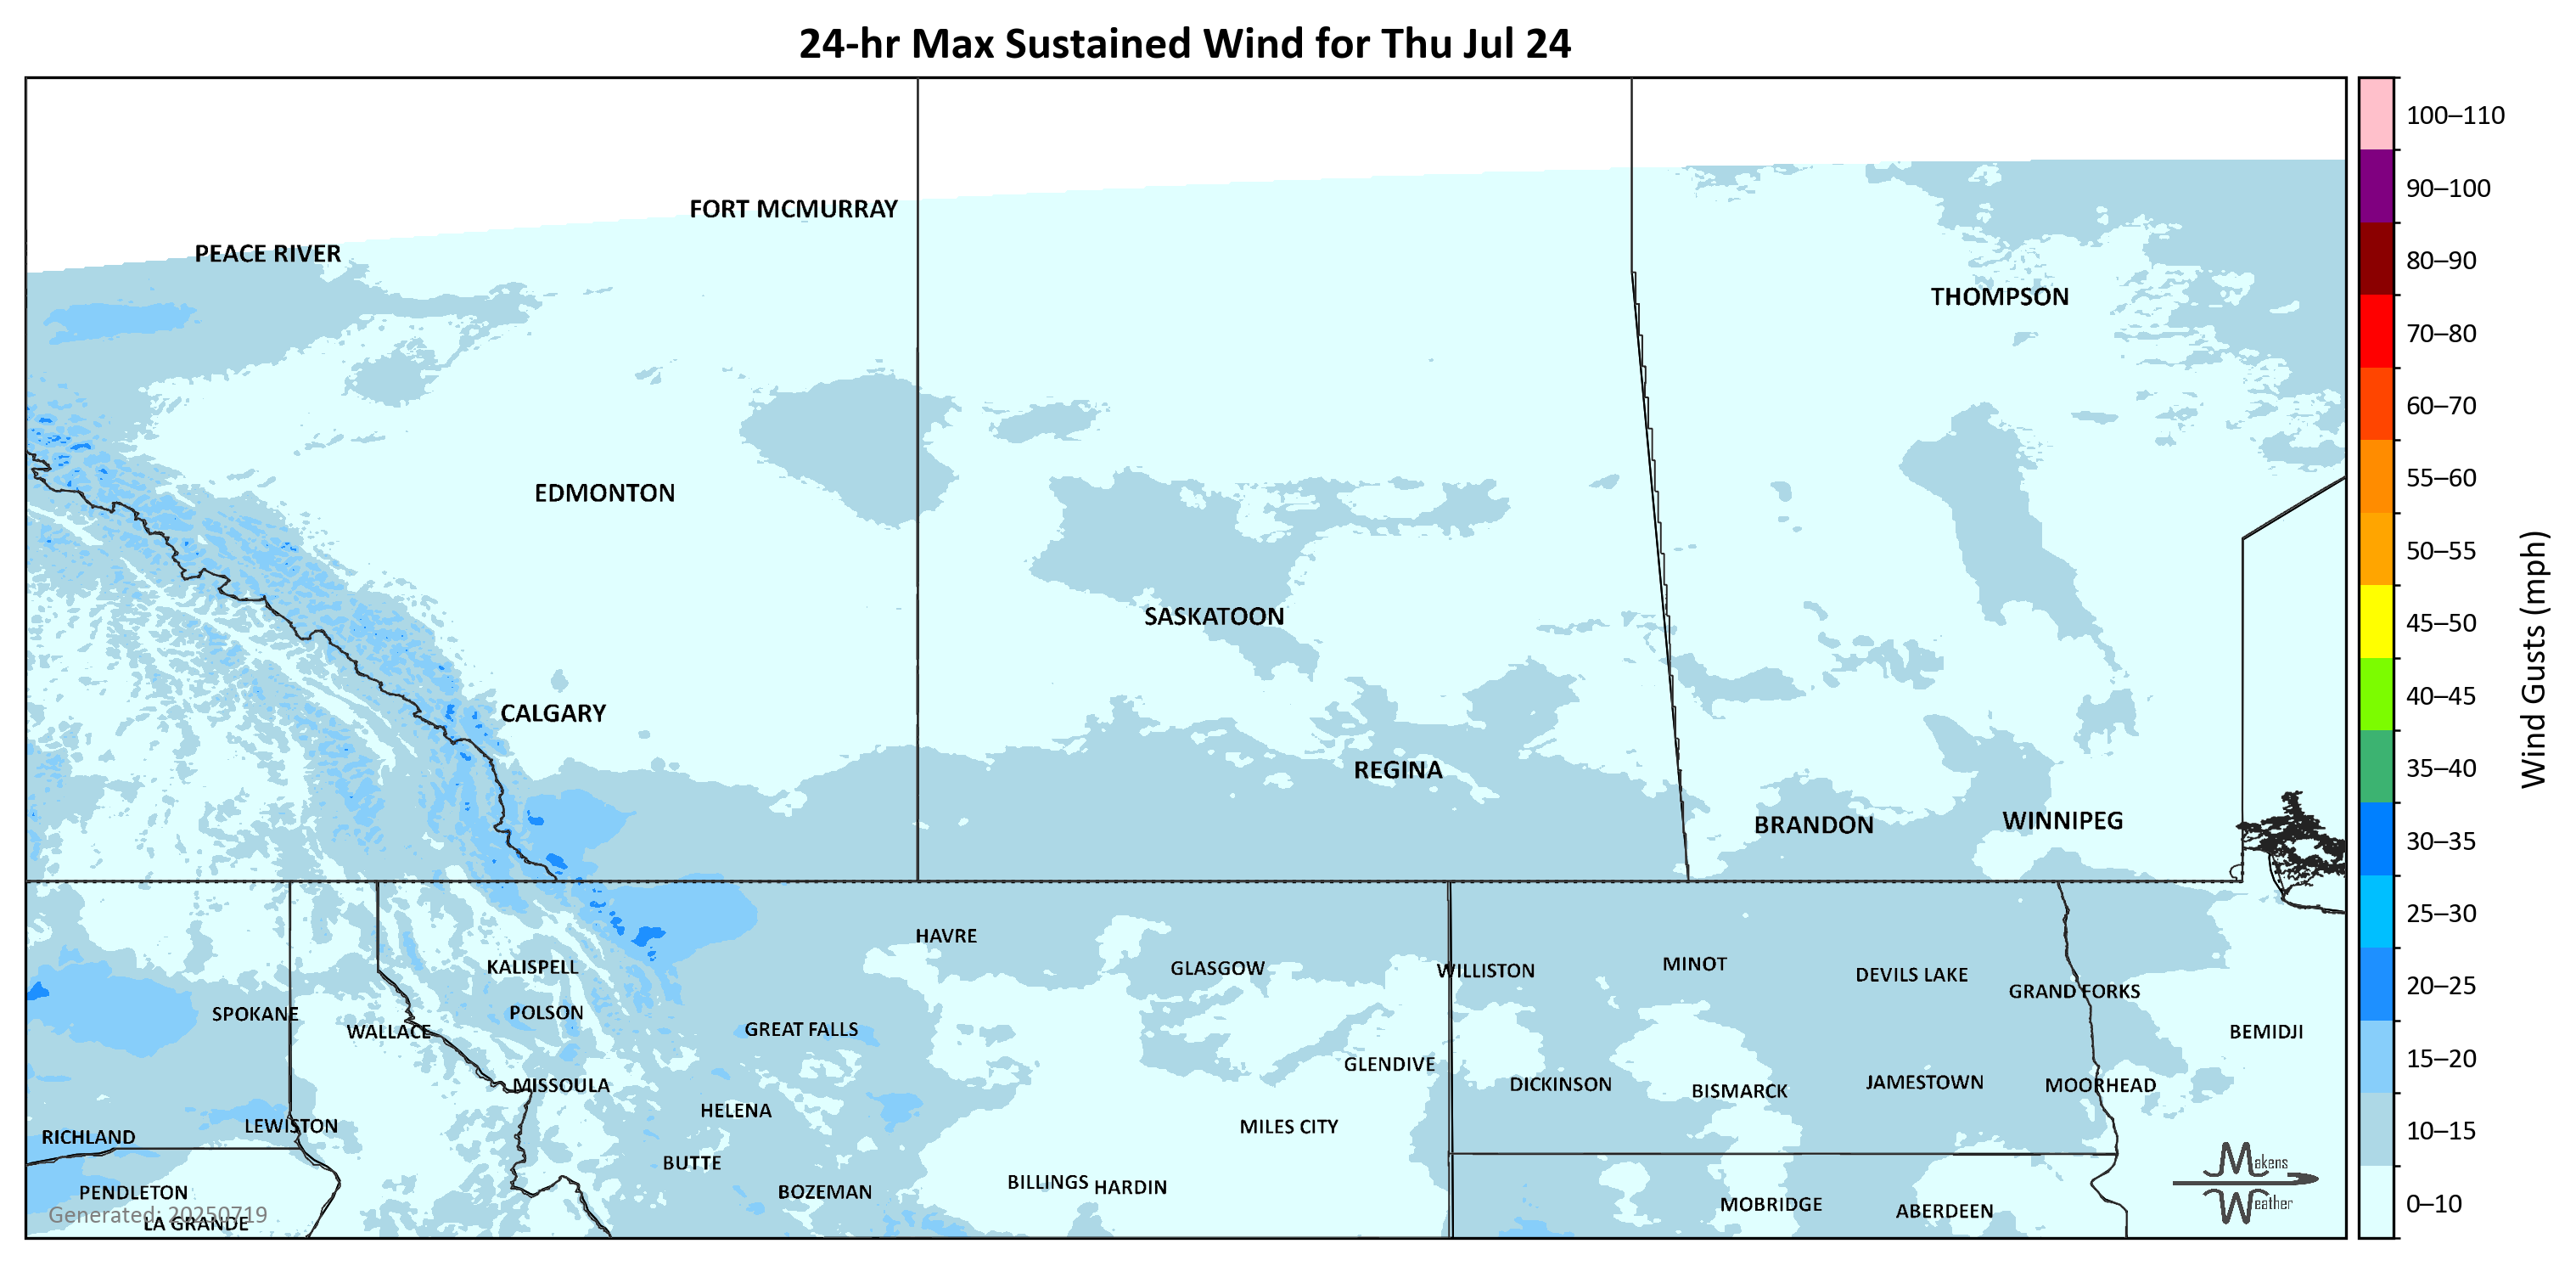 24-hr Max Sustained Wind for Thu Jul 24
100–110
FORT MCMURRAY
90–100
PEACE RIVER
80–90
THOMPSON
70–80
60–70
EDMONTON
55–60
50–55
SASKATOON
45–50
Wind Gusts (mph)
CALGARY
40–45
REGINA
35–40
BRANDON
WINNIPEG
30–35
HAVRE
25–30
KALISPELL
GLASGOW
WILLISTON
MINOT
DEVILS LAKE
20–25
SPOKANE
POLSON
GRAND FORKS
WALLACE
GREAT FALLS
BEMIDJI
15–20
GLENDIVE
MISSOULA
DICKINSON
BISMARCK
JAMESTOWN
MOORHEAD
HELENA
LEWISTON
MILES CITY
10–15
RICHLAND
BUTTE
Makens
Weather
PENDLETON
BOZEMAN
BILLINGS
HARDIN
MOBRIDGE
ABERDEEN
0–10
Generated: 20250719
LA GRANDE